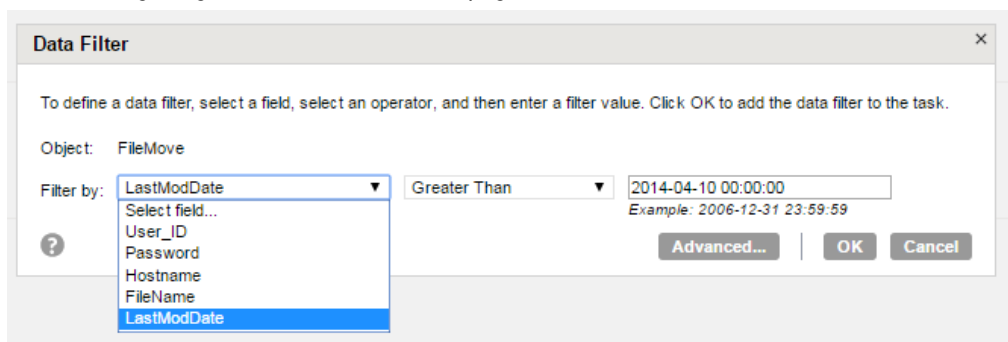 Data Filter ×
To define a data filter, select a field, select an operator, and then enter a filter value. Click OK to add the data filter to the task.
Object: FileMove
Filter by: LastModDate ▼ Greater Than ▼ 2014-04-10 00:00:00
Select field... Example: 2006-12-31 23:59:59
User_ID
? Password Advanced... OK Cancel
Hostname
FileName
LastModDate